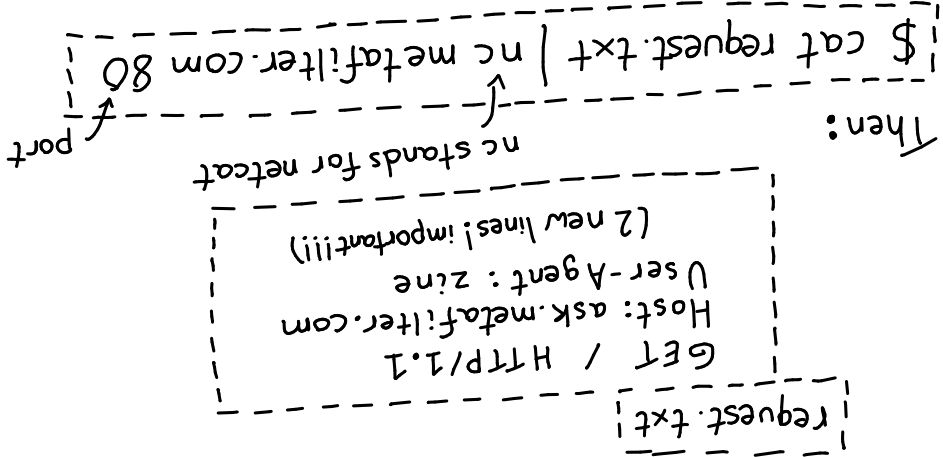 request.txt
GET / HTTP/1.1
Host: ask.metafilter.com
User-Agent: zine
(2 new lines! important!!!)
Then:
nc stands for netcat
port
$ cat request.txt | nc metafilter.com 80